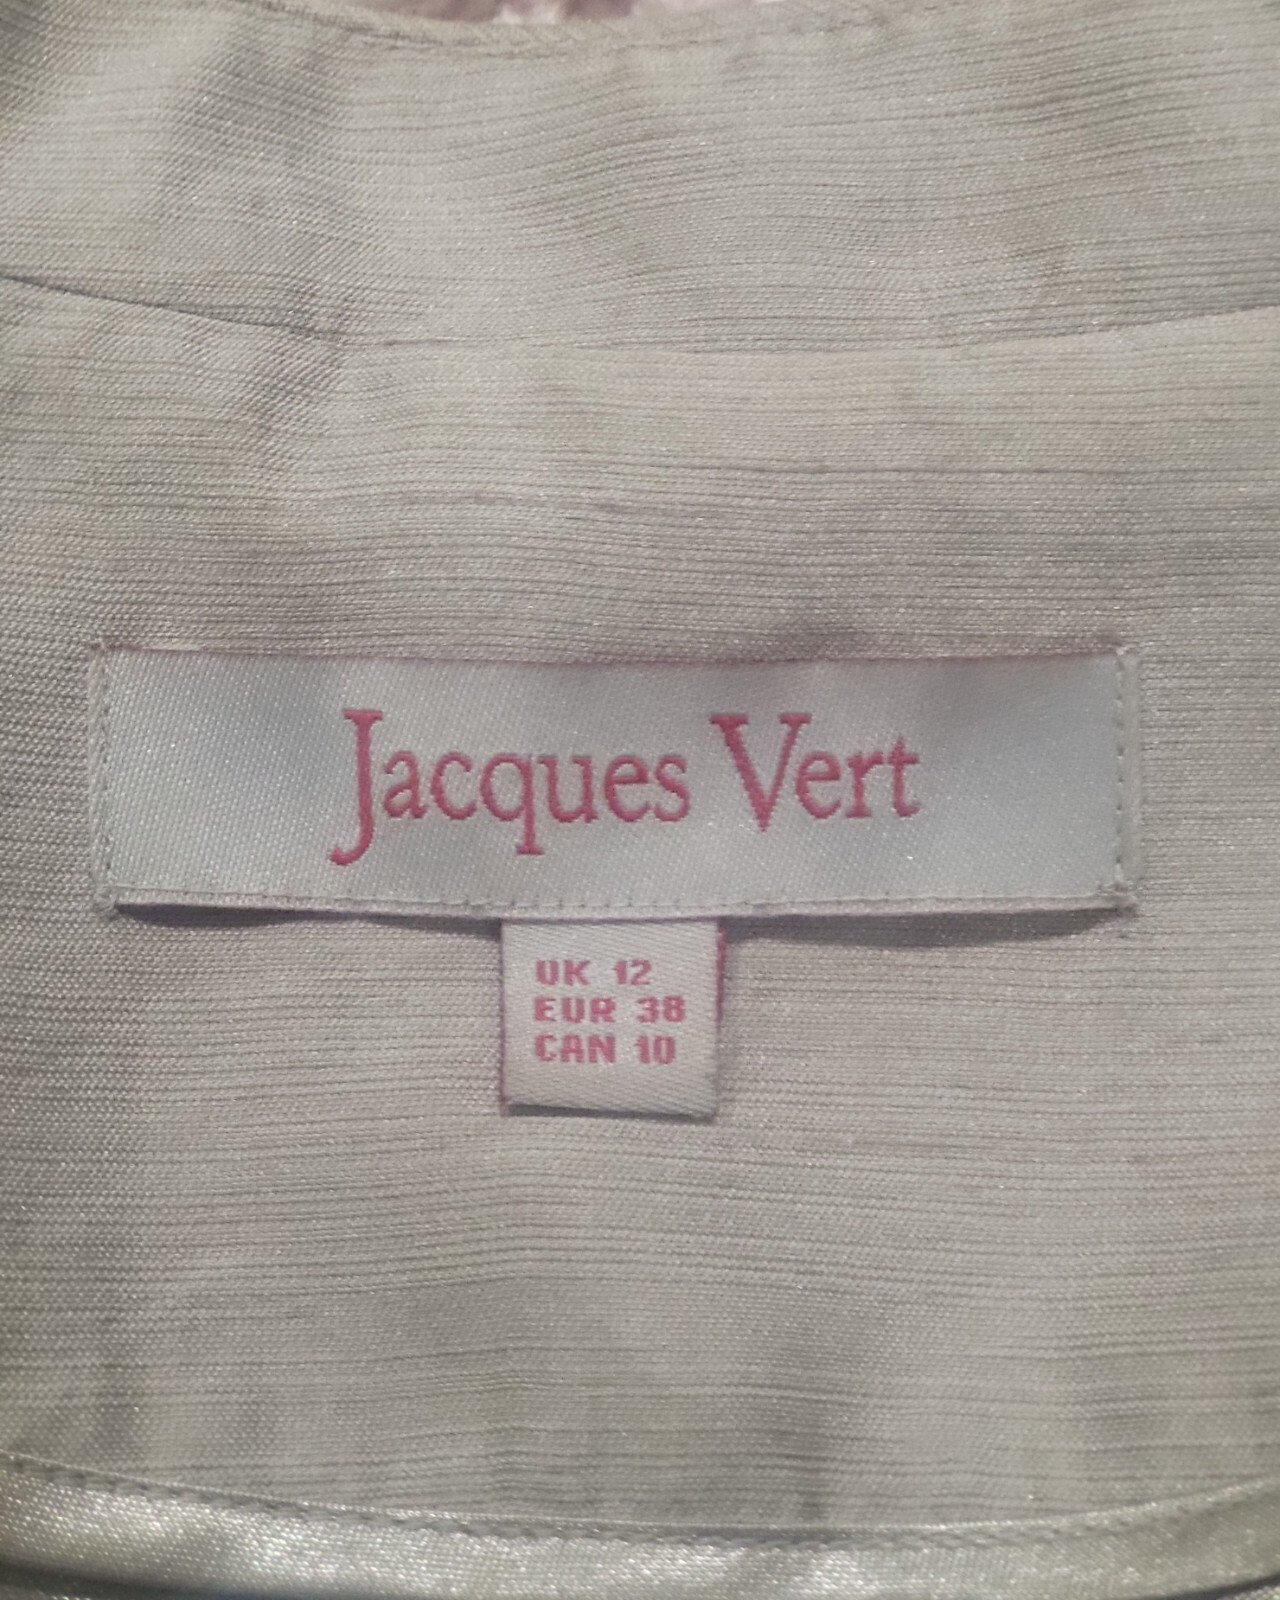 Jacques Vert
UK 12
EUR 38
CAN 10